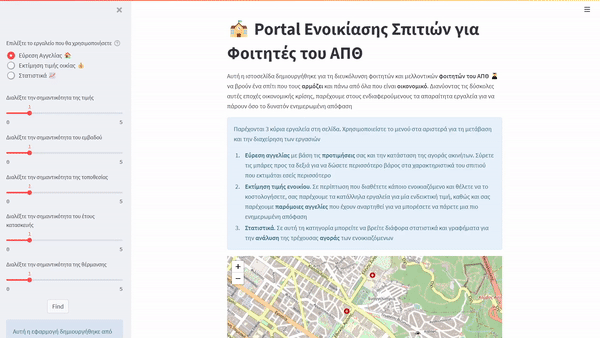 Επιλέξτε το εργαλείο που θα χρησιμοποιήσετε
Εύρεση Αγγελίας
Εκτίμηση τιμής οικίας
Στατιστικά
Διαλέξτε την σημαντικότητα της τιμής
1
0 5
Διαλέξτε την σημαντικότητα του εμβαδού
1
0 5
Διαλέξτε την σημαντικότητα της τοποθεσίας
1
0 5
Διαλέξτε την σημαντικότητα του έτους
κατασκευής
1
0 5
Διαλέξτε την σημαντικότητα της θέρμανσης
1
0 5
Find
Αυτή η εφαρμογή δημιουργήθηκε από
Portal Ενοικίασης Σπιτιών για
Φοιτητές του ΑΠΘ
Αυτή η ιστοσελίδα δημιουργήθηκε για τη διευκόλυνση φοιτητών και μελλοντικών φοιτητών του ΑΠΘ
να βρουν ένα σπίτι που τους αρμόζει και πάνω από όλα που είναι οικονομικό. Διανύοντας τις δύσκολες
αυτές εποχές οικονομικής κρίσης, παρέχουμε στους ενδιαφερόμενους τα απαραίτητα εργαλεία για να
πάρουν όσο το δυνατόν ενημερωμένη απόφαση
Παρέχονται 3 κύρια εργαλεία στη σελίδα. Χρησιμοποιείστε το μενού στα αριστερά για τη μετάβαση
και την διαχείρηση των εργασιών
1. Εύρεση αγγελίας με βάση τις προτιμήσεις σας και την κατάσταση της αγοράς ακινήτων. Σύρετε
τις μπάρες προς τα δεξιά για να δώσετε περισσότερο βάρος στα χαρακτηριστικά του σπιτιού
που εκτιμάται εσείς περισσότερο
2. Εκτίμηση τιμής ενοικίου. Σε περίπτωση που διαθέτετε κάποιο ενοικιαζόμενο και θέλετε να το
κοστολογήσετε, σας παρέχουμε τα κατάλληλα εργαλεία για μία ενδεικτική τιμή, καθώς και σας
παρέχουμε παρόμοιες αγγελίες που έχουν αναρτηθεί για να μπορέσετε να πάρετε μια πιο
ενημερωμένη απόφαση
3. Στατιστικά. Σε αυτή τη κατηγορία μπορείτε να βρείτε διάφορα στατιστικά και γραφήματα για
την ανάλυση της τρέχουσας αγοράς των ενοικιαζόμενων
+
−